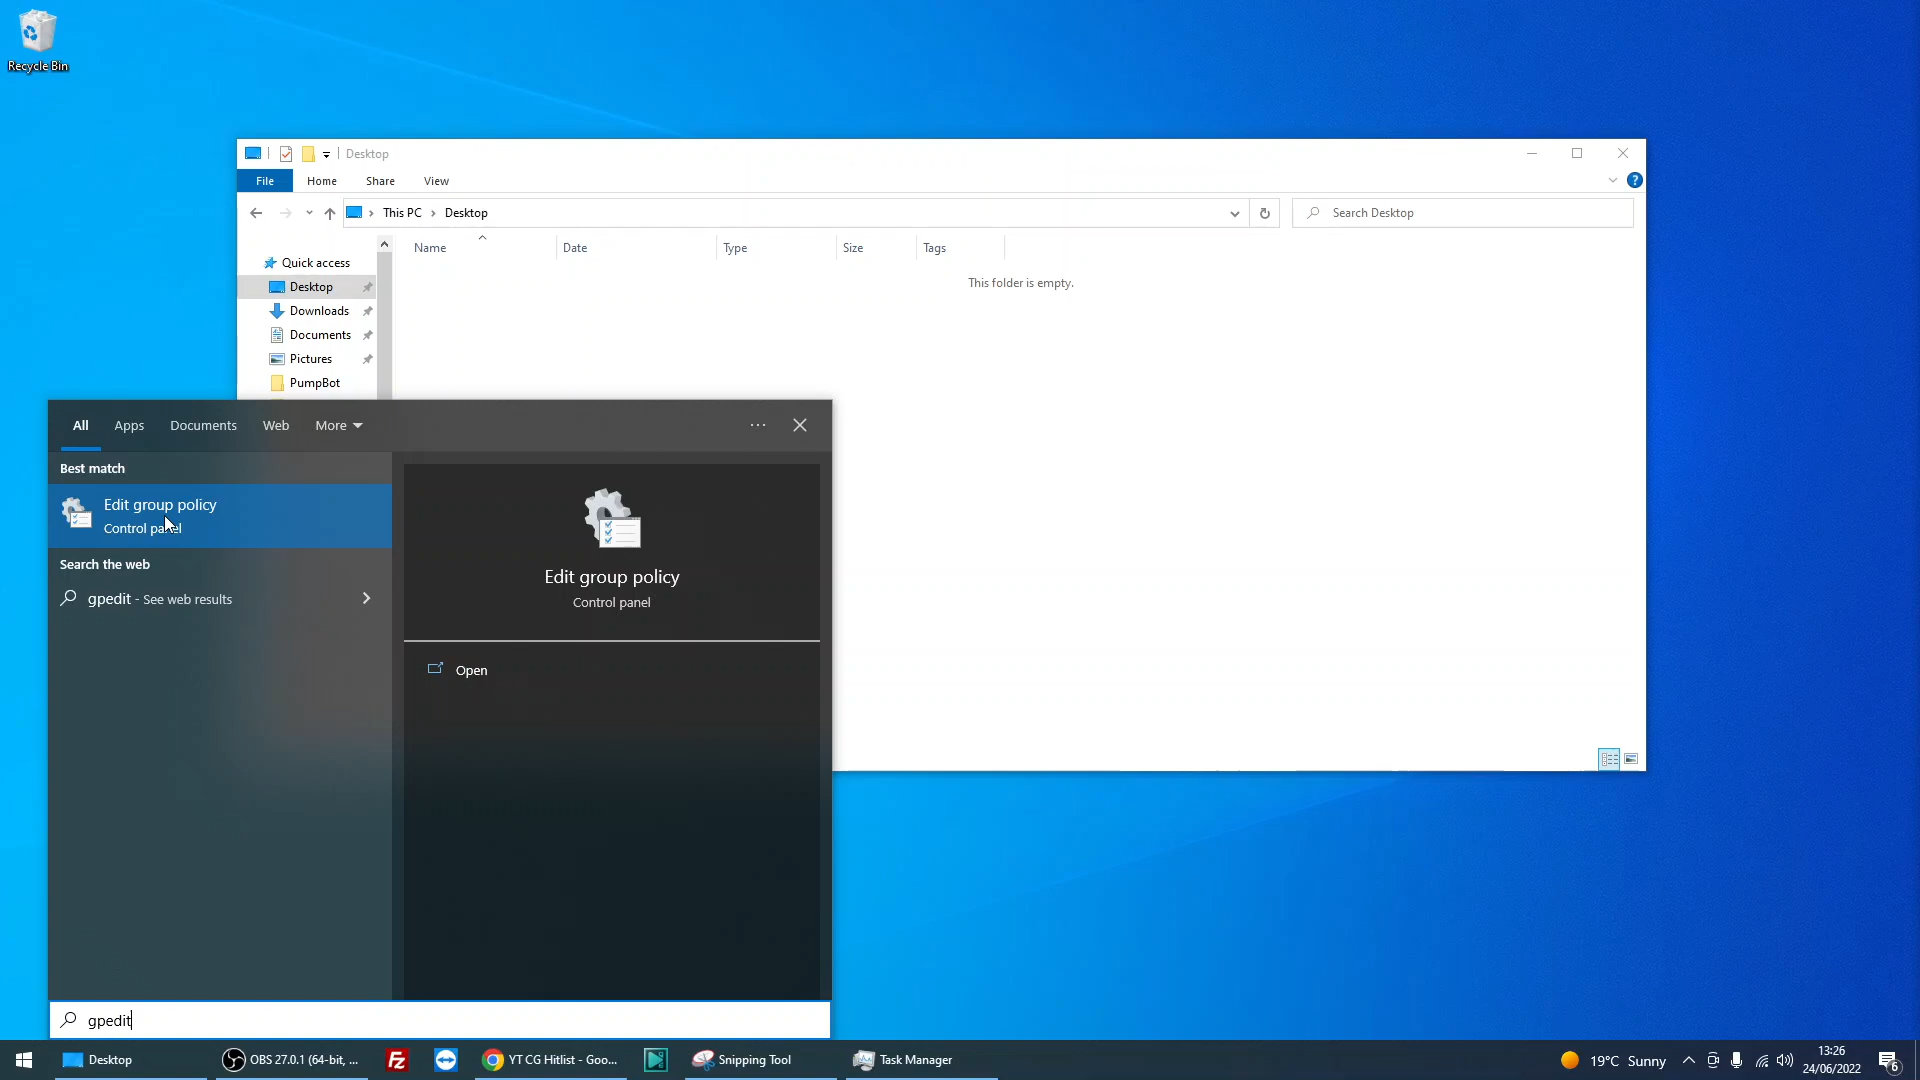 Recycle Bin
Desktop
File Home Share View
This PC › Desktop
Search Desktop
Name Date Type Size Tags
Quick access
This folder is empty.
Desktop
Downloads
Documents
Pictures
PumpBot
All Apps Documents Web More
Best match
Edit group policy
Control panel
Search the web
gpedit - See web results
Edit group policy
Control panel
Open
gpedit
Desktop
OBS 27.0.1 (64-bit, ...
YT CG Hitlist - Goo...
Snipping Tool
Task Manager
19°C Sunny
13:26
24/06/2022
6